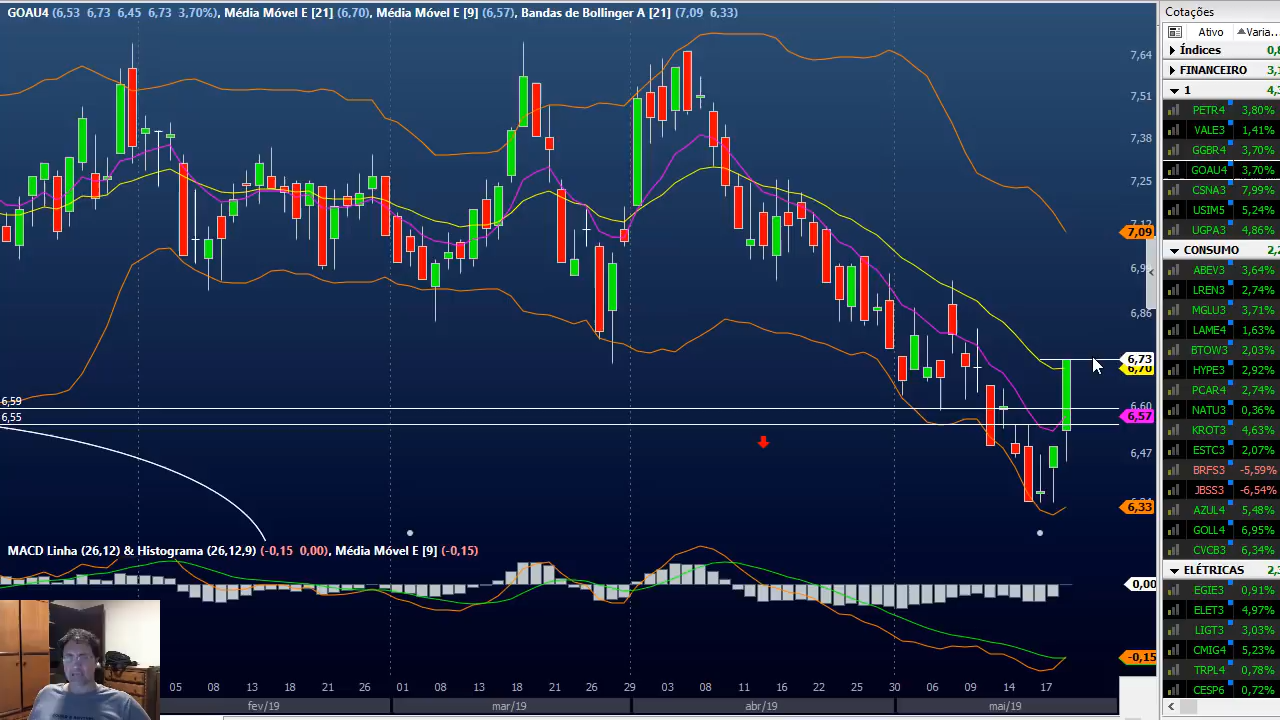 GOAU4 (6,53 6,73 6,45 6,73 3,70%), Média Móvel E [21] (6,70), Média Móvel E [9] (6,57), Bandas de Bollinger A [21] (7,09 6,33)
7,64
7,51
7,38
7,25
7,09
6,86
6,73
6,70
6,60
6,57
6,47
6,33
6,59
6,55
MACD Linha (26,12) & Histograma (26,12,9) (-0,15 0,00), Média Móvel E [9] (-0,15)
0,00
-0,15
05 08 13 18 21 26 01 08 13 18 21 26 29 03 08 11 16 22 25 30 06 09 14 17
fev/19 mar/19 abr/19 mai/19
Cotações
Ativo Varia...
Índices
FINANCEIRO
1
PETR4 3,80%
VALE3 1,41%
GGBR4 3,70%
GOAU4 3,70%
CSNA3 7,99%
USIM5 5,24%
UGPA3 4,86%
CONSUMO
ABEV3 3,64%
LREN3 2,74%
MGLU3 3,71%
LAME4 1,63%
BTOW3 2,03%
HYPE3 2,92%
PCAR4 2,74%
NATU3 0,36%
KROT3 4,63%
ESTC3 2,07%
BRFS3 -5,59%
JBSS3 -6,54%
AZUL4 5,48%
GOLL4 6,95%
CVCB3 6,34%
ELÉTRICAS
EGIE3 0,91%
ELET3 4,97%
LIGT3 3,03%
CMIG4 5,23%
TRPL4 0,78%
CESP6 0,72%